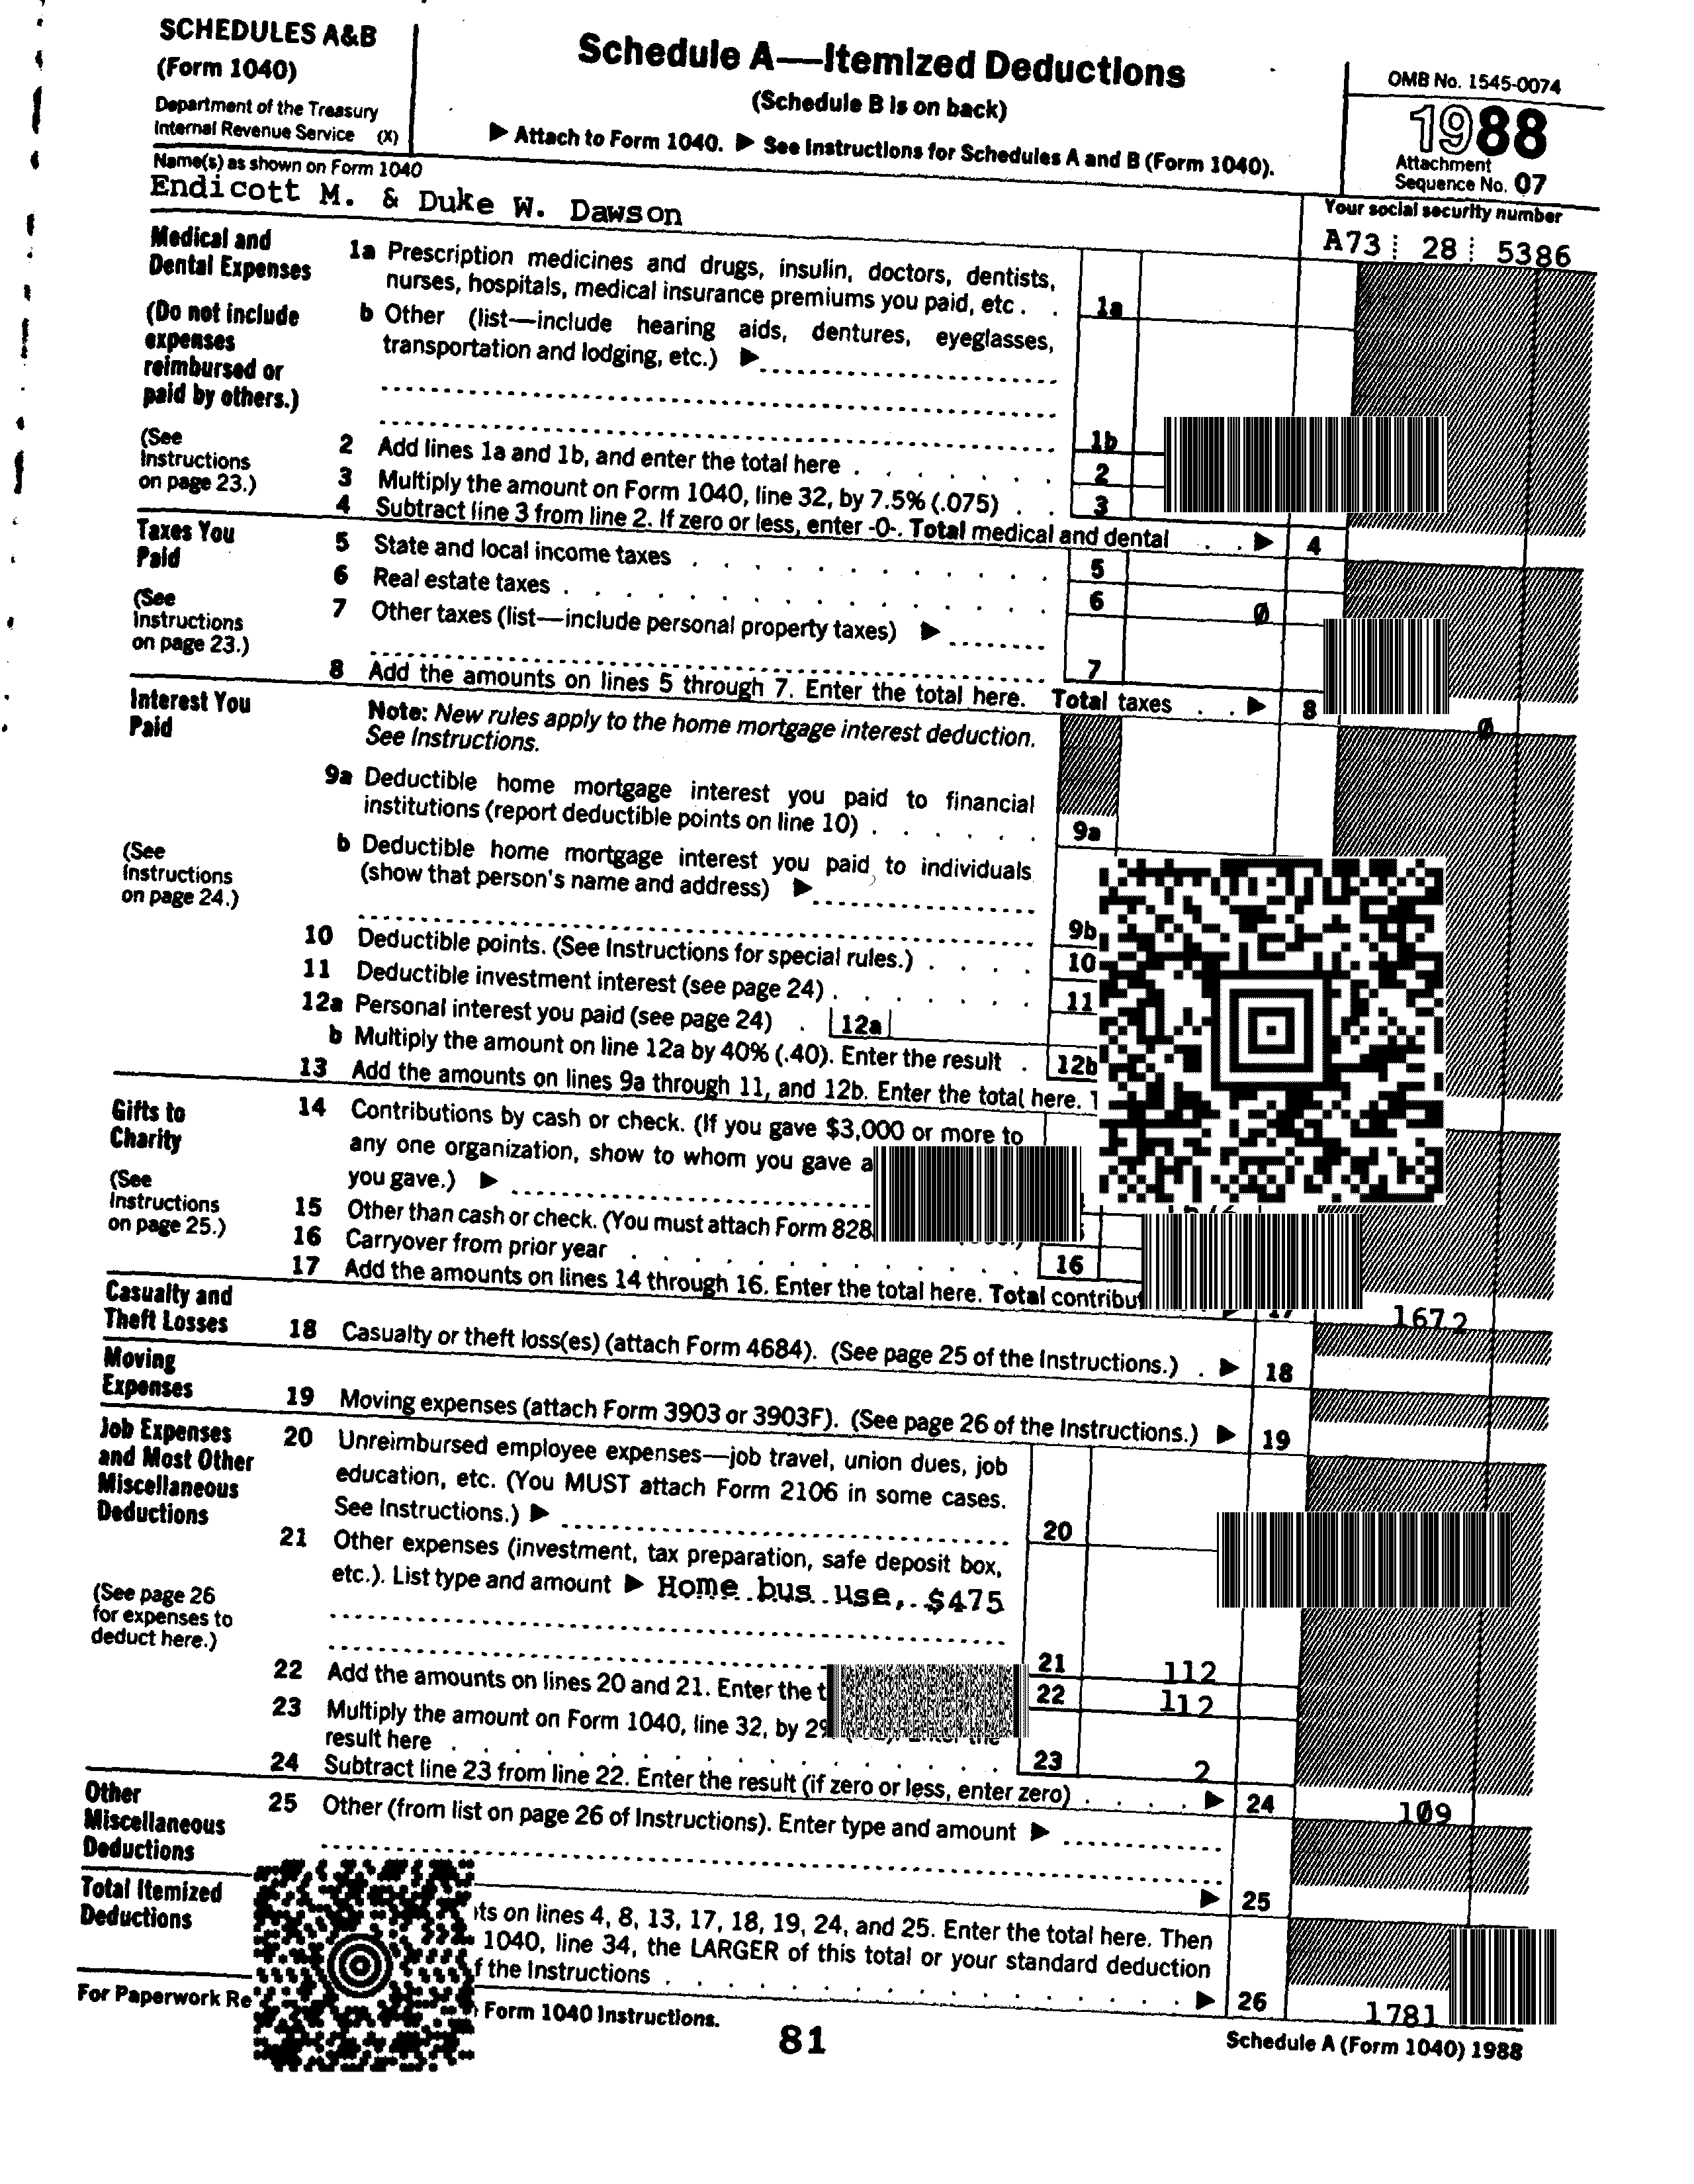 SCHEDULES A&B
(Form 1040)
Department of the Treasury
Internal Revenue Service (X)
Schedule A—Itemized Deductions
(Schedule B is on back)
▶ Attach to Form 1040. ▶ See Instructions for Schedules A and B (Form 1040).
OMB No. 1545-0074
1988
Attachment
Sequence No. 07
Name(s) as shown on Form 1040
Endicott M. & Duke W. Dawson
Your social security number
A73 28 5386
Medical and
Dental Expenses
(Do not include
expenses
reimbursed or
paid by others.)
(See
Instructions
on page 23.)
1a Prescription medicines and drugs, insulin, doctors, dentists,
nurses, hospitals, medical insurance premiums you paid, etc . . 1a
b Other (list—include hearing aids, dentures, eyeglasses,
transportation and lodging, etc.) ▶
1b
2 Add lines 1a and 1b, and enter the total here . . . . . . 2
3 Multiply the amount on Form 1040, line 32, by 7.5% (.075) . . 3
4 Subtract line 3 from line 2. If zero or less, enter -0-. Total medical and dental . . ▶ 4
Taxes You
Paid
(See
Instructions
on page 23.)
5 State and local income taxes . . . . . . . . . . . . 5
6 Real estate taxes . . . . . . . . . . . . . . . 6 0
7 Other taxes (list—include personal property taxes) ▶
7
8 Add the amounts on lines 5 through 7. Enter the total here. Total taxes . . ▶ 8 0
Interest You
Paid
(See
Instructions
on page 24.)
Note: New rules apply to the home mortgage interest deduction.
See Instructions.
9a Deductible home mortgage interest you paid to financial
institutions (report deductible points on line 10) . . . . . . 9a
b Deductible home mortgage interest you paid to individuals
(show that person's name and address) ▶
9b
10 Deductible points. (See Instructions for special rules.) . . . . 10
11 Deductible investment interest (see page 24) . . . . . . . 11
12a Personal interest you paid (see page 24) . 12a
b Multiply the amount on line 12a by 40% (.40). Enter the result . 12b
13 Add the amounts on lines 9a through 11, and 12b. Enter the total here.
Gifts to
Charity
(See
Instructions
on page 25.)
14 Contributions by cash or check. (If you gave $3,000 or more to
any one organization, show to whom you gave a
you gave.) ▶
15 Other than cash or check. (You must attach Form 828
16 Carryover from prior year . . . . . . . . . . . . 16
17 Add the amounts on lines 14 through 16. Enter the total here. Total contribu 17 1672
Casualty and
Theft Losses
18 Casualty or theft loss(es) (attach Form 4684). (See page 25 of the Instructions.) . ▶ 18
Moving
Expenses
19 Moving expenses (attach Form 3903 or 3903F). (See page 26 of the Instructions.) ▶ 19
Job Expenses
and Most Other
Miscellaneous
Deductions
(See page 26
for expenses to
deduct here.)
20 Unreimbursed employee expenses—job travel, union dues, job
education, etc. (You MUST attach Form 2106 in some cases.
See Instructions.) ▶ 20
21 Other expenses (investment, tax preparation, safe deposit box,
etc.). List type and amount ▶ Home bus use, $475
21 112
22 Add the amounts on lines 20 and 21. Enter the t 22 112
23 Multiply the amount on Form 1040, line 32, by 2%
result here . . . . . . . . . . . . . . . . 23 2
24 Subtract line 23 from line 22. Enter the result (if zero or less, enter zero) . . . . ▶ 24 109
Other
Miscellaneous
Deductions
25 Other (from list on page 26 of Instructions). Enter type and amount ▶
▶ 25
Total Itemized
Deductions
ts on lines 4, 8, 13, 17, 18, 19, 24, and 25. Enter the total here. Then
1040, line 34, the LARGER of this total or your standard deduction
f the Instructions . . . . . . . . . . . . . . . . ▶ 26 1781
For Paperwork Re Form 1040 Instructions.
81
Schedule A (Form 1040) 1988